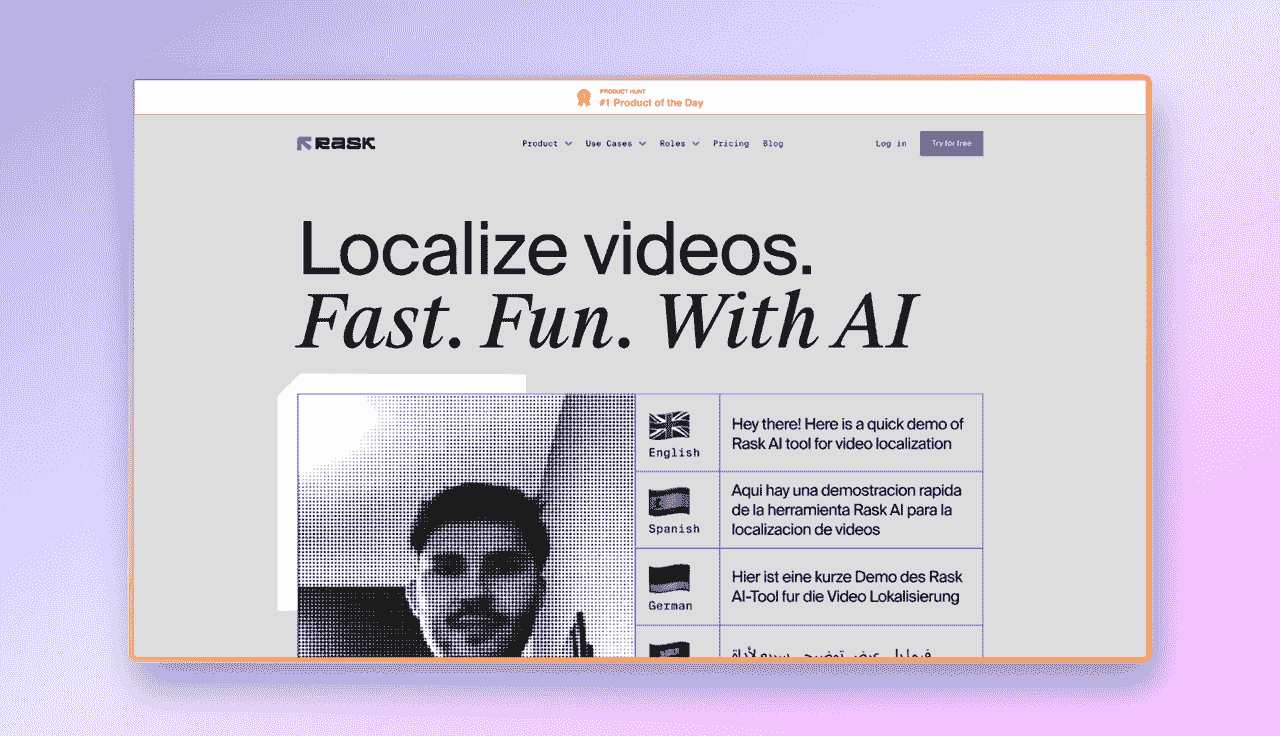 PRODUCT HUNT
#1 Product of the Day
Rask
Product
Use Cases
Roles
Pricing
Blog
Log in
Try for free
Localize videos.
Fast. Fun. With AI
English
Hey there! Here is a quick demo of
Rask AI tool for video localization
Spanish
Aqui hay una demostracion rapida
de la herramienta Rask AI para la
localizacion de videos
German
Hier ist eine kurze Demo des Rask
AI-Tool fur die Video Lokalisierung